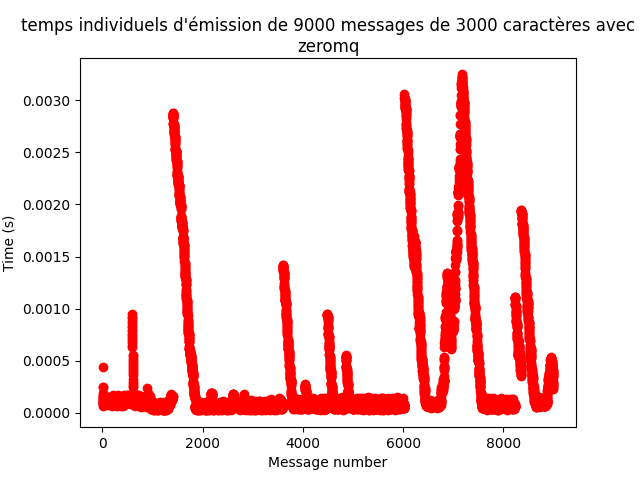 temps individuels d'émission de 9000 messages de 3000 caractères avec
zeromq
0.0030
0.0025
0.0020
0.0015
0.0010
0.0005
0.0000
Time (s)
0 2000 4000 6000 8000
Message number